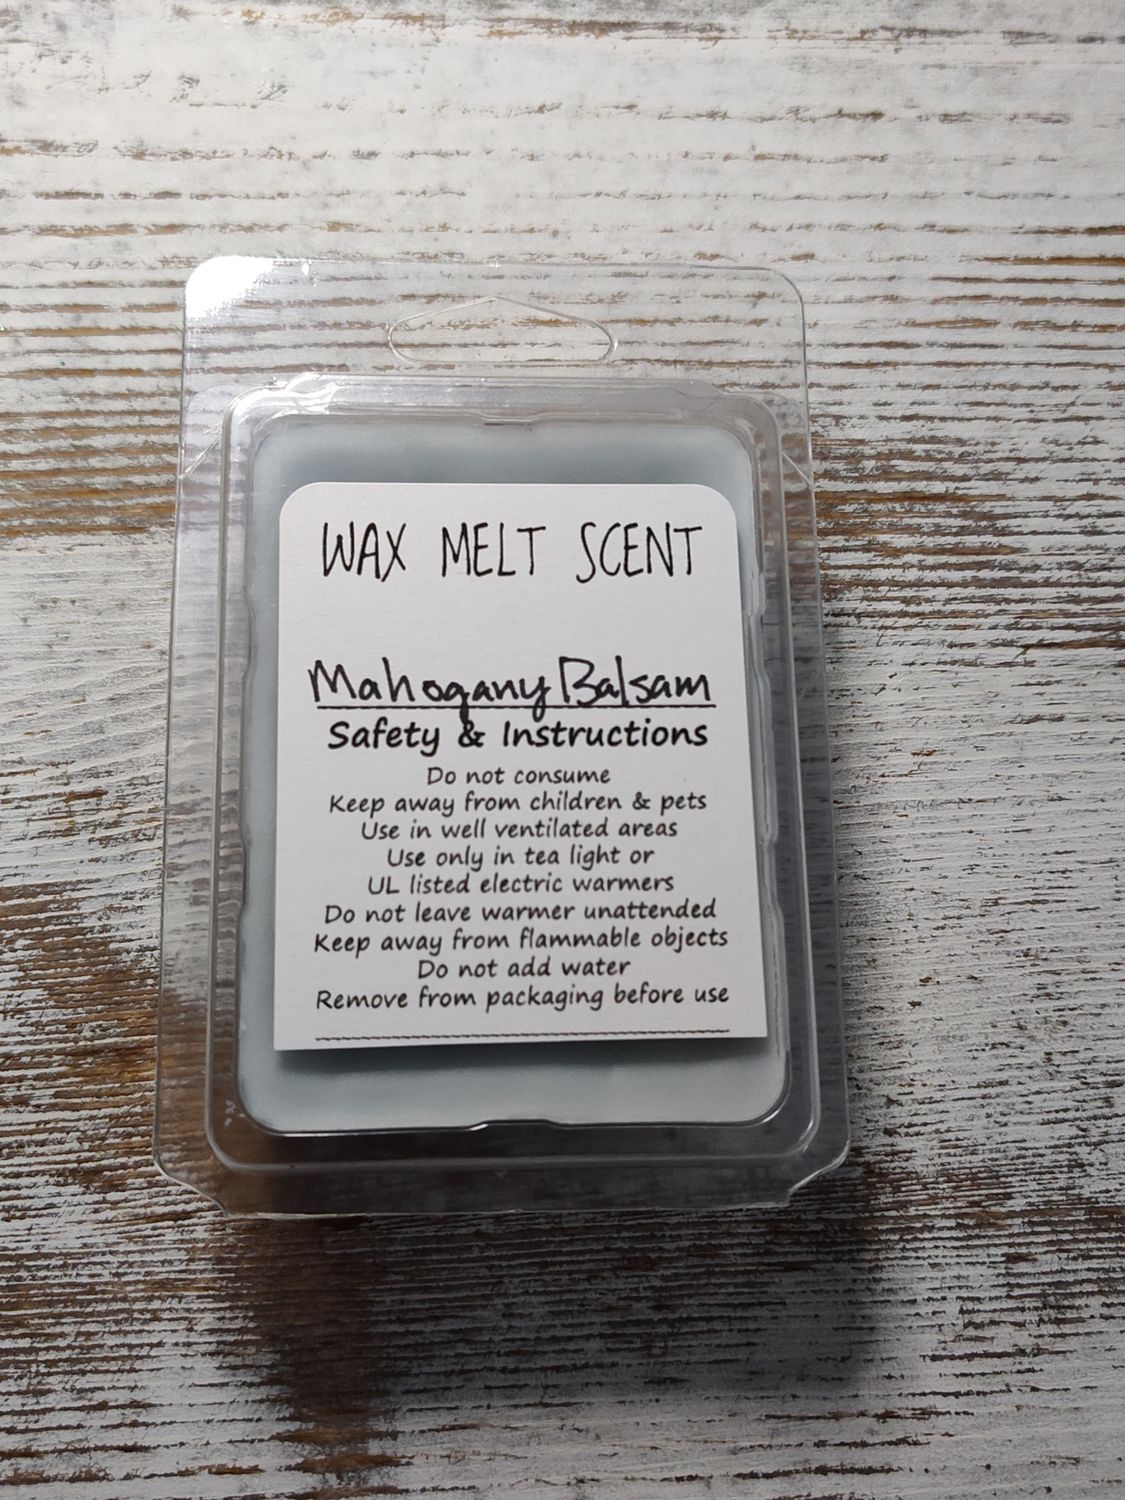 WAX MELT SCENT
Mahogany Balsam
Safety & Instructions
Do not consume
Keep away from children & pets
Use in well ventilated areas
Use only in tea light or
UL listed electric warmers
Do not leave warmer unattended
Keep away from flammable objects
Do not add water
Remove from packaging before use